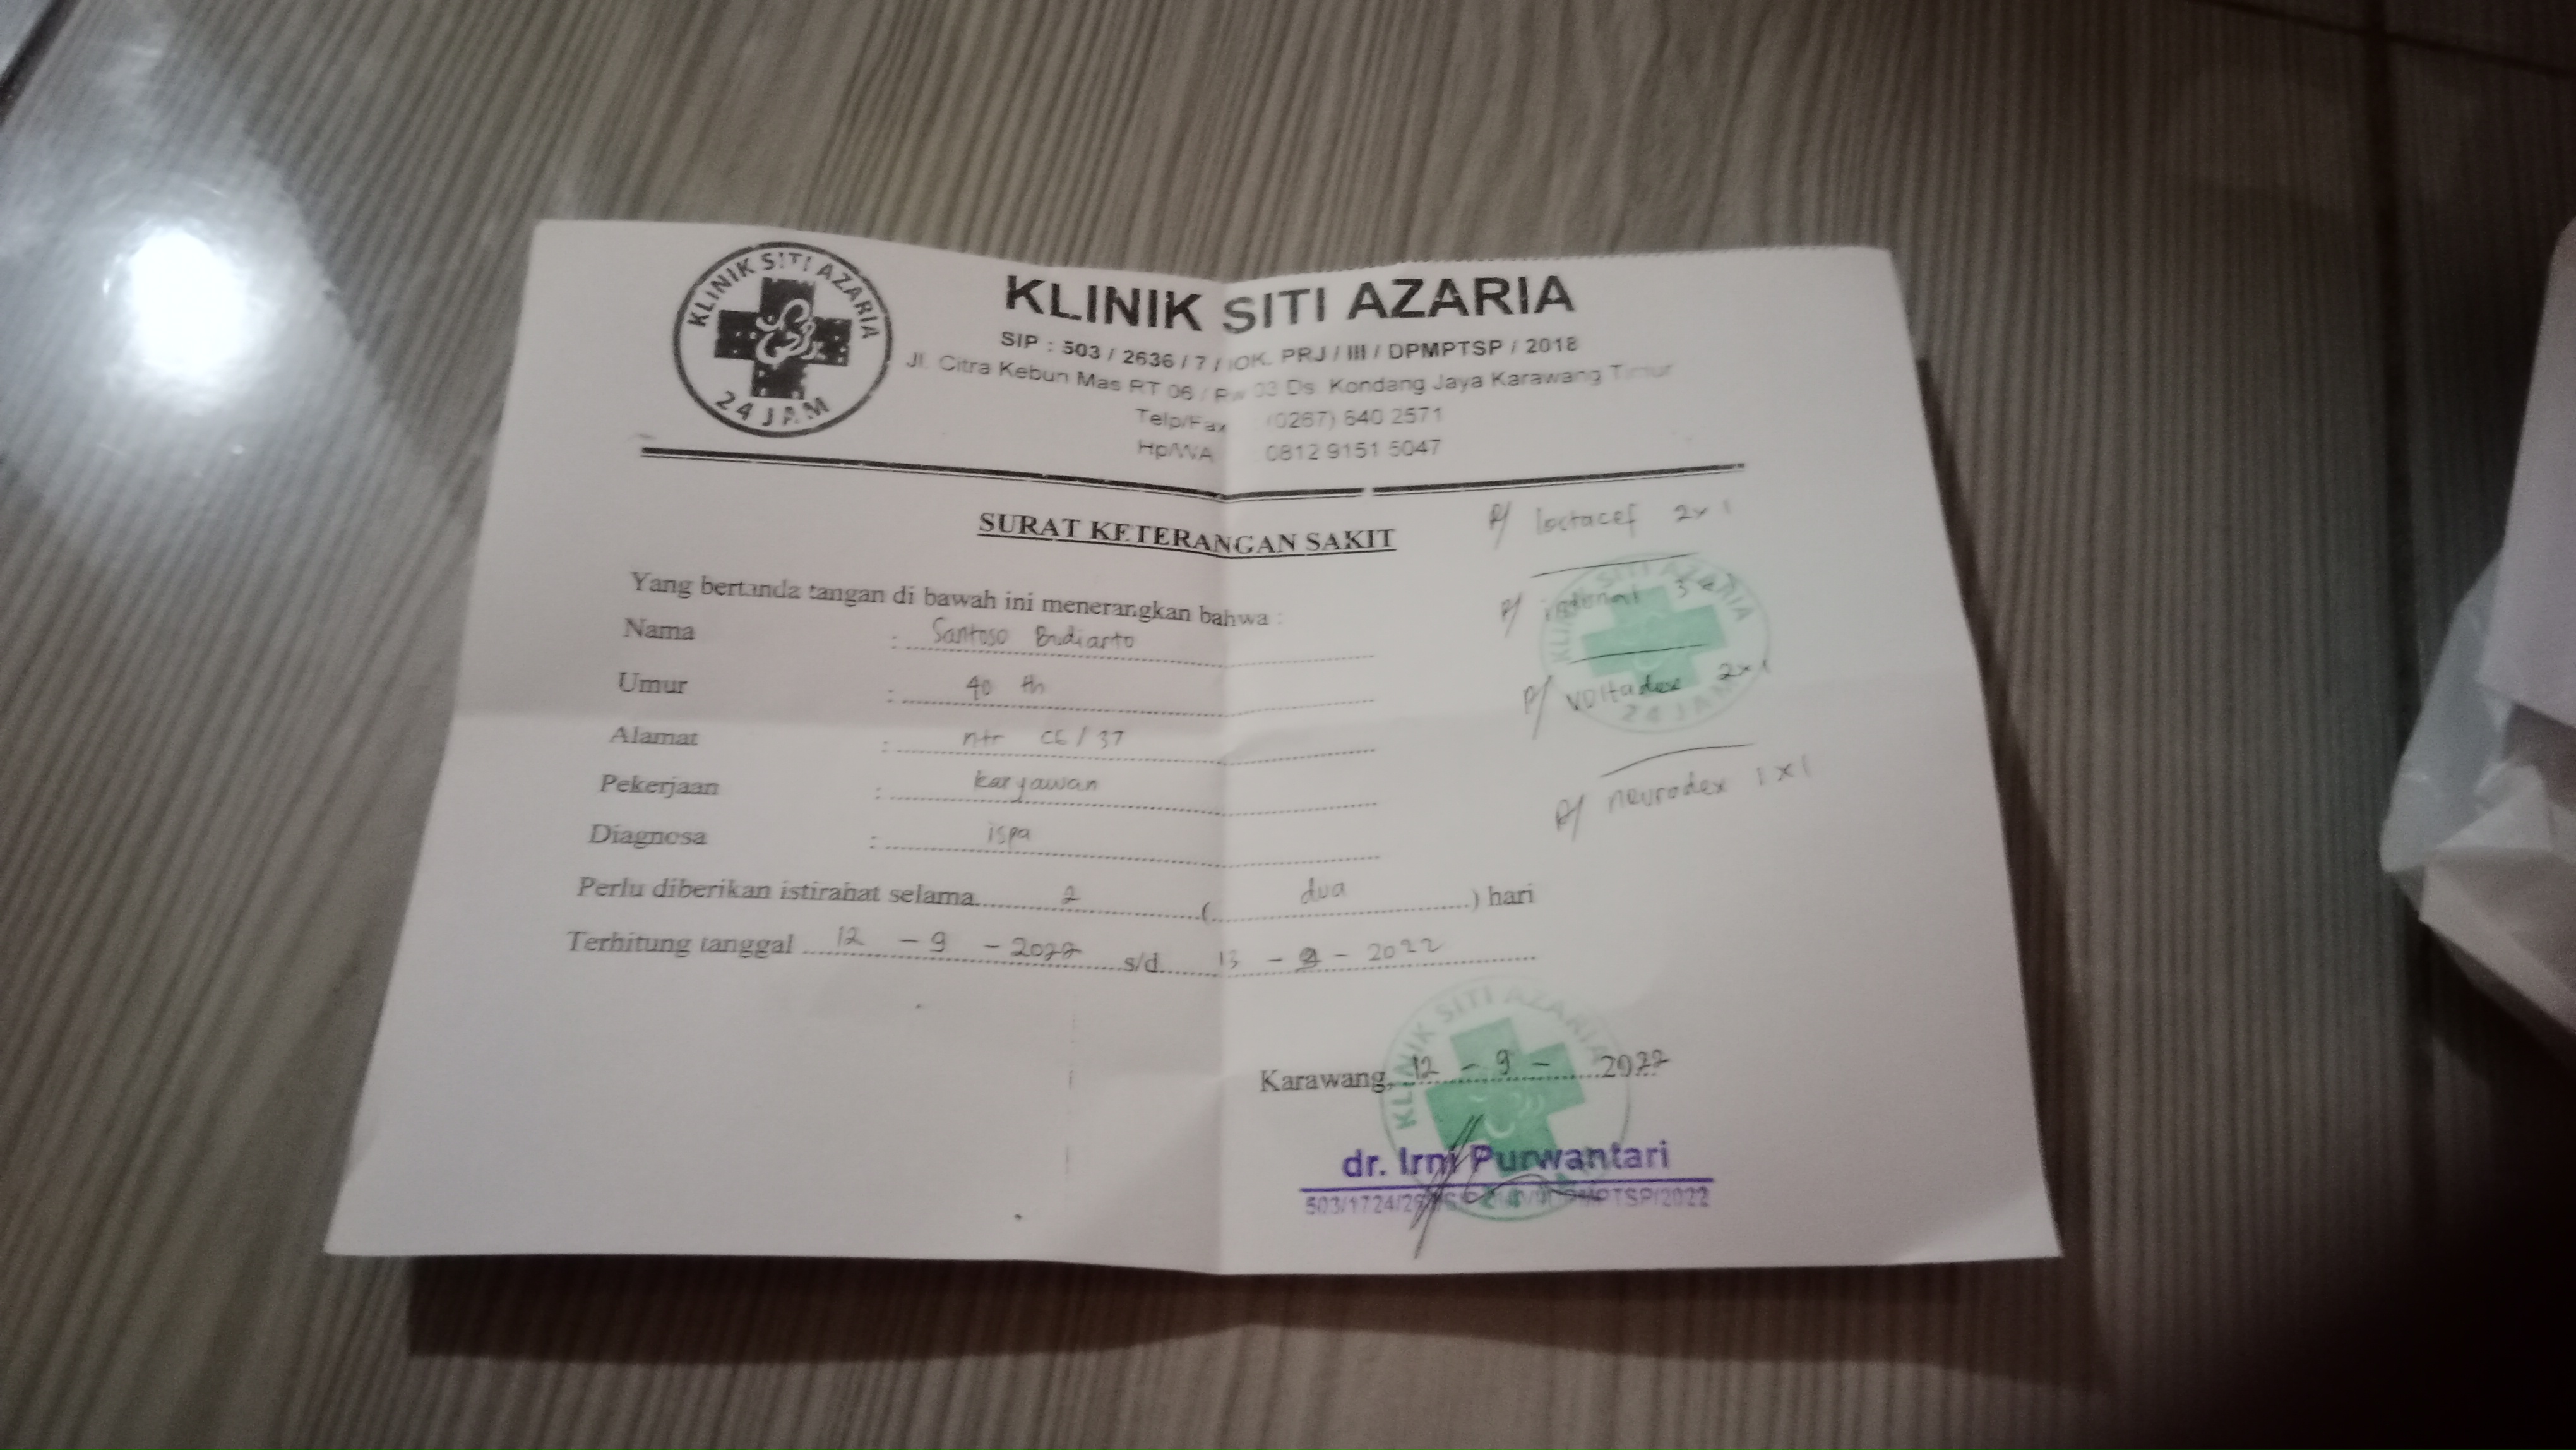 KLINIK SITI AZARIA
24 JAM
KLINIK SITI AZARIA
SIP : 503 / 2636 / 7 / IOK. PRJ / III / DPMPTSP / 2018
Jl. Citra Kebun Mas RT 06 / Rw 03 Ds. Kondang Jaya Karawang Timur
Telp/Fax (0267) 640 2571
Hp/WA 0812 9151 5047
SURAT KETERANGAN SAKIT
Yang bertanda tangan di bawah ini menerangkan bahwa :
Nama : Santoso Budiarto
Umur : 40 th
Alamat : ntr CE / 37
Pekerjaan : karyawan
Diagnosa : ispa
Perlu diberikan istirahat selama 2 ( dua ) hari
Terhitung tanggal 12 - 9 - 2022 s/d 13 - 9 - 2022
R/ lostacef 2x1
R/ 3x1
R/ voltadex 2x1
R/ neurodex 1x1
KLINIK SITI AZARIA
24 JAM
Karawang, 12 - 9 - 2022
KLINIK SITI AZARIA
dr. Irni Purwantari
503/1724/29 MPTSP/2022